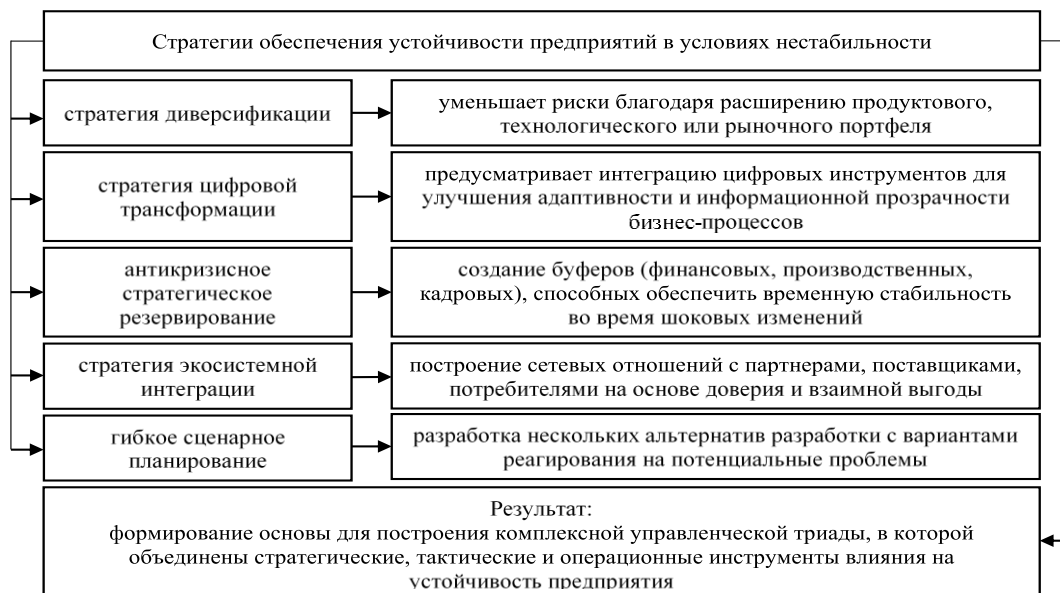 Стратегии обеспечения устойчивости предприятий в условиях нестабильности
стратегия диверсификации
уменьшает риски благодаря расширению продуктового,
технологического или рыночного портфеля
стратегия цифровой
трансформации
предусматривает интеграцию цифровых инструментов для
улучшения адаптивности и информационной прозрачности
бизнес-процессов
антикризисное
стратегическое
резервирование
создание буферов (финансовых, производственных,
кадровых), способных обеспечить временную стабильность
во время шоковых изменений
стратегия экосистемной
интеграции
построение сетевых отношений с партнерами, поставщиками,
потребителями на основе доверия и взаимной выгоды
гибкое сценарное
планирование
разработка нескольких альтернатив разработки с вариантами
реагирования на потенциальные проблемы
Результат:
формирование основы для построения комплексной управленческой триады, в которой
объединены стратегические, тактические и операционные инструменты влияния на
устойчивость предприятия